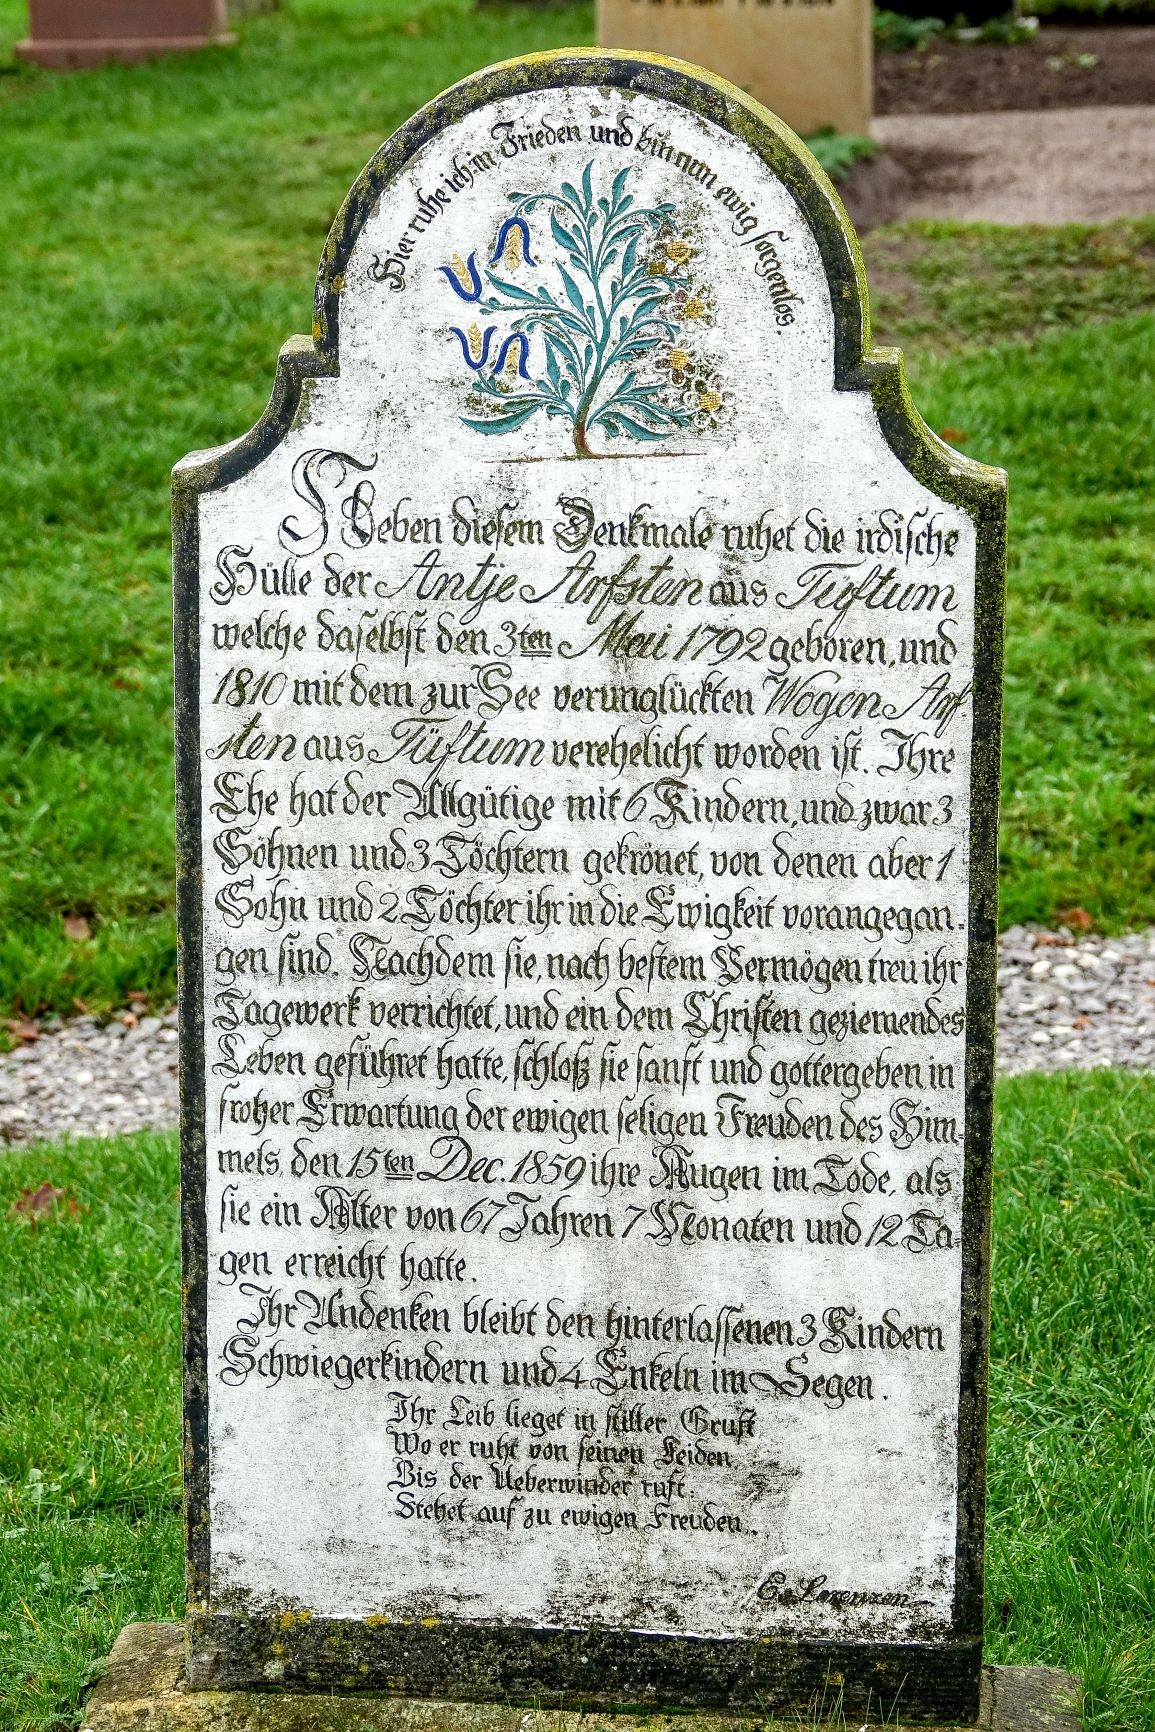 Hier ruhe ich im Frieden und bin nun ewig sorgenlos.
Neben diesem Denkmale ruhet die irdische
Hülle der Antje Arfsten aus Tüftum
welche daselbst den 3ten Mai 1792 geboren, und
1810 mit dem zur See verunglückten Wogen Arf-
sten aus Tüftum verehelicht worden ist. Ihre
Ehe hat der Allgütige mit 6 Kindern, und zwar 3
Söhnen und 3 Töchtern gekrönet, von denen aber 1
Sohn und 2 Töchter ihr in die Ewigkeit vorangegan-
gen sind. Nachdem sie, nach bestem Vermögen treu ihr
Tagewerk verrichtet, und ein dem Christen geziemendes
Leben geführet hatte, schloß sie sanft und gottergeben in
froher Erwartung der ewigen seligen Freuden des Him-
mels, den 15ten Dec. 1859 ihre Augen im Tode, als
sie ein Alter von 67 Jahren 7 Monaten und 12 Ta-
gen erreicht hatte.
Ihr Andenken bleibt den hinterlassenen 3 Kindern
Schwiegerkindern und 4 Enkeln im Segen.
Ihr Leib lieget in stiller Gruft
Wo er ruht von seinen Leiden,
Bis der Ueberwinder ruft:
Stehet auf zu ewigen Freuden.
E. Lorenzen